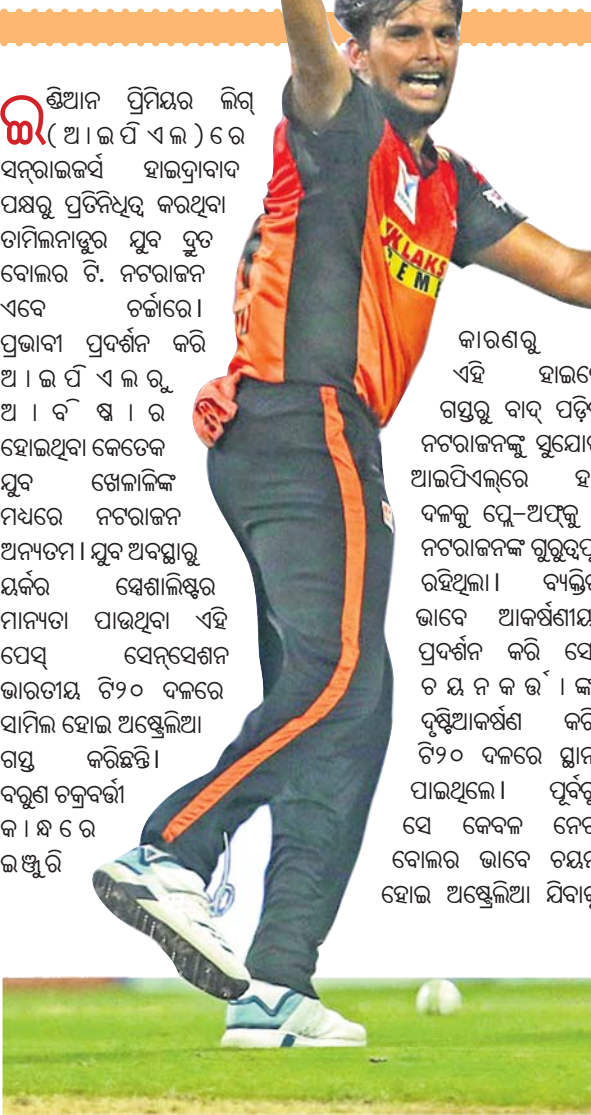 ଇଣ୍ଡିଆନ ପ୍ରିମିୟର ଲିଗ୍
(ଆଇପିଏଲ)ରେ
ସନ୍‌ରାଇଜର୍ସ ହାଇଦ୍ରାବାଦ
ପକ୍ଷରୁ ପ୍ରତିନିଧିତ୍ୱ କରଥିବା
ତାମିଲନାଡୁର ଯୁବ ଦ୍ରୁତ
ବୋଲର ଟି. ନଟରାଜନ
ଏବେ ଚର୍ଚ୍ଚାରେ।
ପ୍ରଭାବୀ ପ୍ରଦର୍ଶନ କରି
ଆଇପିଏଲରୁ
ଆବିଷ୍କାର
ହୋଇଥିବା କେତେକ
ଯୁବ ଖେଳାଳିଙ୍କ
ମଧ୍ୟରେ ନଟରାଜନ
ଅନ୍ୟତମ। ଯୁବ ଅବସ୍ଥାରୁ
ୟର୍କର ସ୍ପେଶାଲିଷ୍ଟର
ମାନ୍ୟତା ପାଉଥିବା ଏହି
ପେସ୍ ସେନ୍‌ସେଶନ
ଭାରତୀୟ ଟି୨୦ ଦଳରେ
ସାମିଲ ହୋଇ ଅଷ୍ଟ୍ରେଲିଆ
ଗସ୍ତ କରିଛନ୍ତି।
ବରୁଣ ଚକ୍ରବର୍ତ୍ତୀ
କାନ୍ଧରେ
ଇଞ୍ଜୁରି
କାରଣରୁ
ଏହି
ଗସ୍ତରୁ ବାଦ୍
ନଟରାଜନଙ୍କୁ
ଆଇପିଏଲ୍‌ରେ
ଦଳକୁ ପ୍ଲେ-ଅଫ୍‌କୁ
ନଟରାଜନଙ୍କ
ରହିଥିଲା।
ଭାବେ ଆକର୍ଷଣୀୟ
ପ୍ରଦର୍ଶନ କରି
ଚୟନକର୍ତ୍ତାଙ୍କ
ଦୃଷ୍ଟିଆକର୍ଷଣ କରି
ଟି୨୦ ଦଳରେ ସ୍ଥାନ
ପାଇଥିଲେ। ପୂର୍ବରୁ
ସେ କେବଳ
ବୋଲର ଭାବେ
ହୋଇ ଅଷ୍ଟ୍ରେଲିଆ